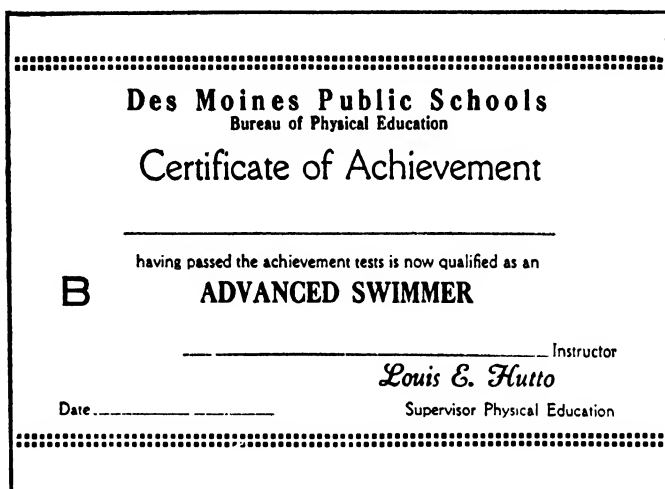 Des Moines Public Schools
Bureau of Physical Education
Certificate of Achievement
having passed the achievement tests is now qualified as an
B ADVANCED SWIMMER
Instructor
Louis E. Hutto
Date
Supervisor Physical Education